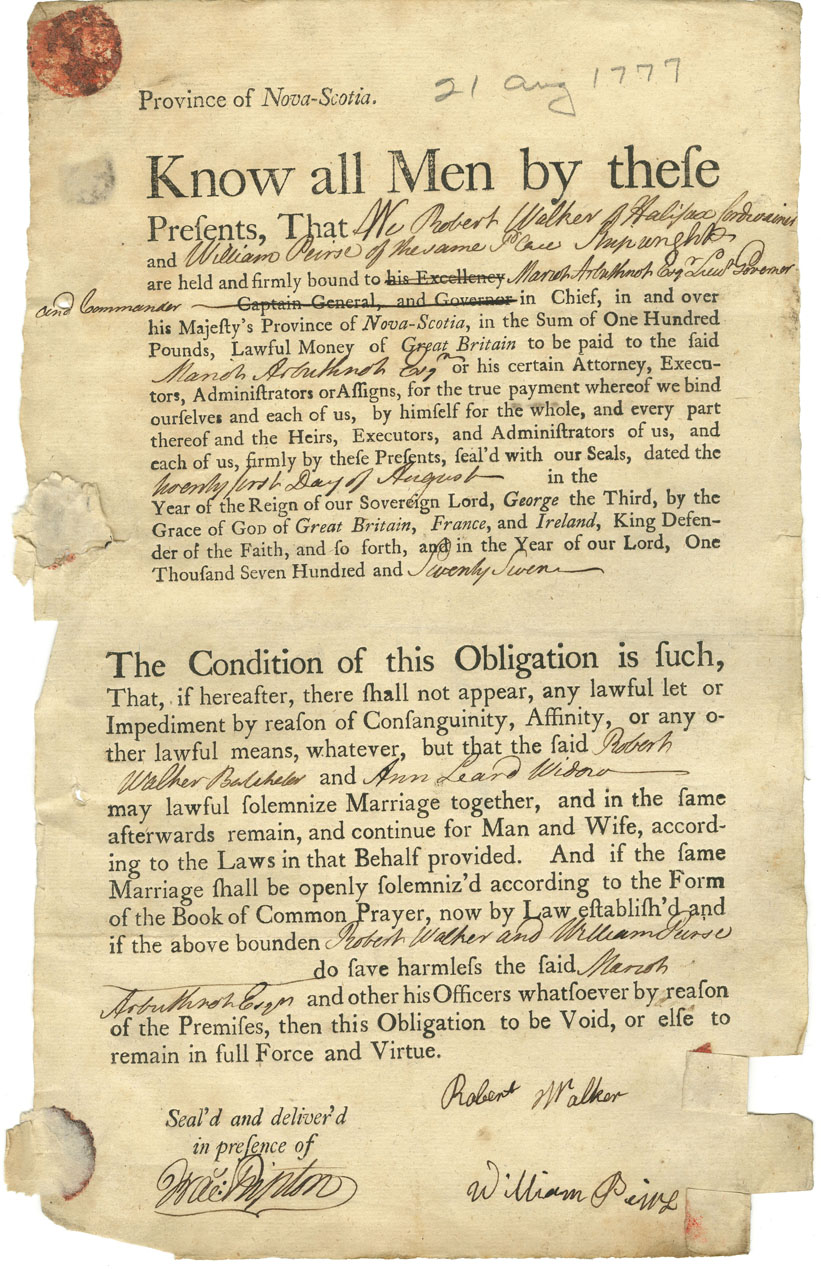 21 Aug 1777
Province of Nova-Scotia.
Know all Men by theſe
Preſents, That We Robert Walker of Halifax Cordwainer
and William Peirse of the same Place Shipwright
are held and firmly bound to his Excellency Mariot Arbuthnot Esqr. Lieut. Governor
and Commander Captain General, and Governor in Chief, in and over
his Majeſty's Province of Nova-Scotia, in the Sum of One Hundred
Pounds, Lawful Money of Great Britain to be paid to the ſaid
Mariot Arbuthnot Esqr or his certain Attorney, Execu-
tors, Adminiſtrators or Aſſigns, for the true payment whereof we bind
ourſelves and each of us, by himſelf for the whole, and every part
thereof and the Heirs, Executors, and Adminiſtrators of us, and
each of us, firmly by theſe Preſents, ſeal'd with our Seals, dated the
twenty first Day of August in the
Year of the Reign of our Sovereign Lord, George the Third, by the
Grace of God of Great Britain, France, and Ireland, King Defen-
der of the Faith, and ſo forth, and in the Year of our Lord, One
Thouſand Seven Hundred and Seventy Seven
The Condition of this Obligation is ſuch,
That, if hereafter, there ſhall not appear, any lawful let or
Impediment by reaſon of Conſanguinity, Affinity, or any o-
ther lawful means, whatever, but that the ſaid Robert
Walker Batcheler and Ann Leard Widow
may lawful ſolemnize Marriage together, and in the ſame
afterwards remain, and continue for Man and Wife, accord-
ing to the Laws in that Behalf provided. And if the ſame
Marriage ſhall be openly ſolemniz'd according to the Form
of the Book of Common Prayer, now by Law eſtabliſh'd and
if the above bounden Robert Walker and William Peirse
do ſave harmleſs the ſaid Mariot
Arbuthnot Esqr and other his Officers whatſoever by reaſon
of the Premiſes, then this Obligation to be Void, or elſe to
remain in full Force and Virtue.
Robert Walker
Seal'd and deliver'd
in preſence of
William Peirse